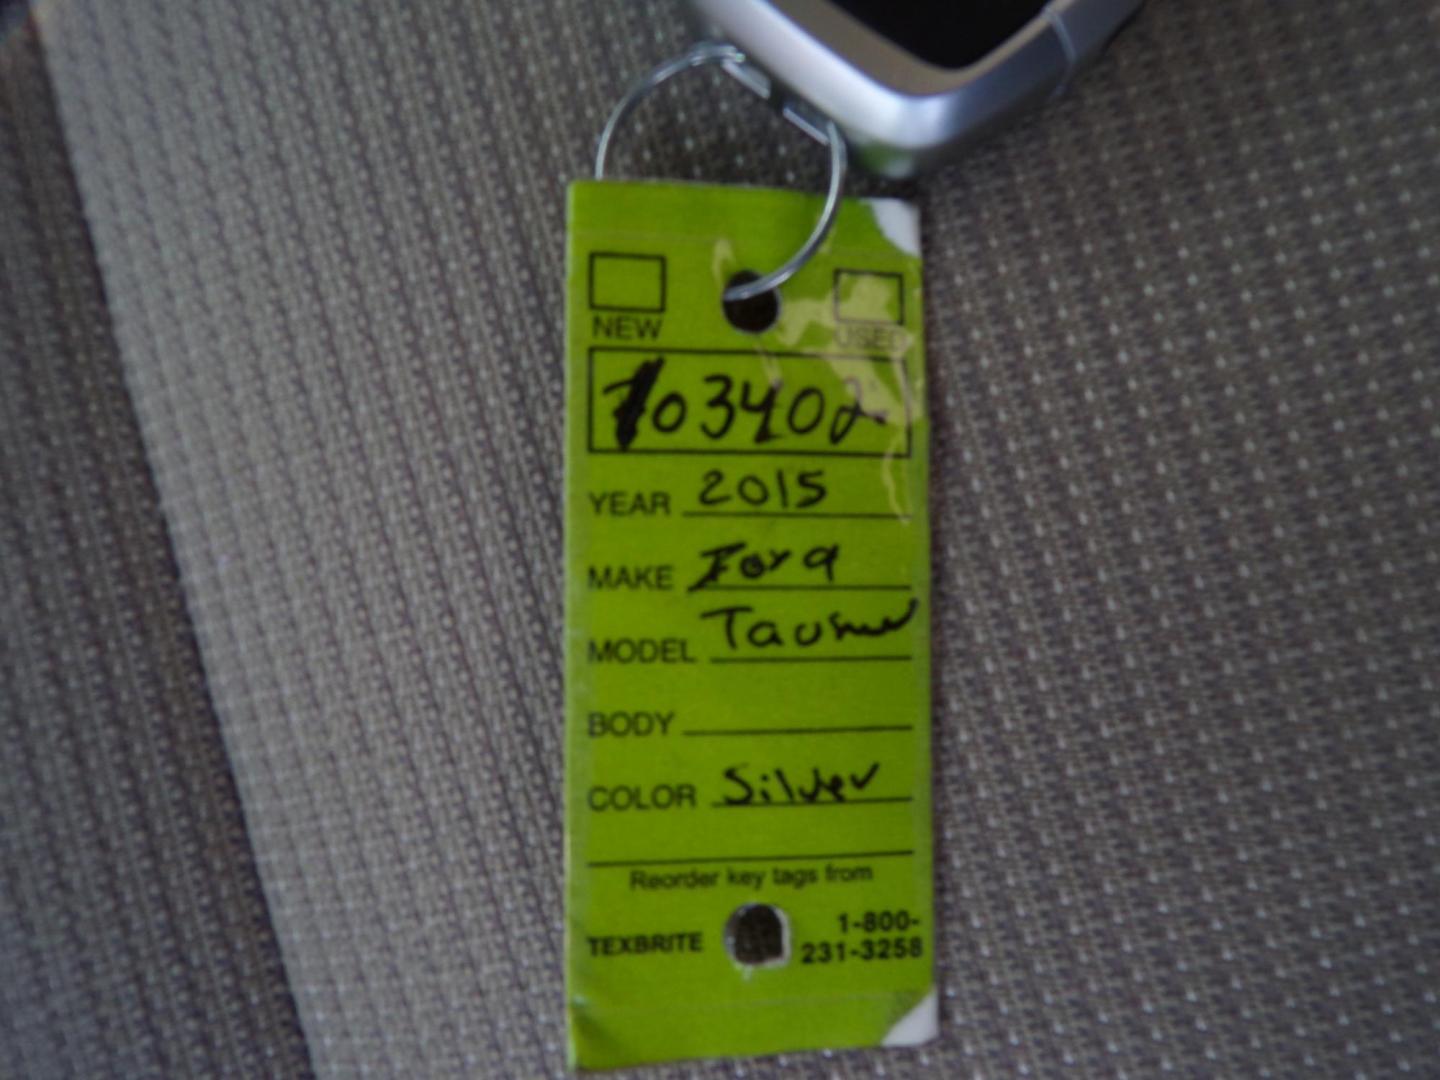 NEW USED
103402
YEAR 2015
MAKE Ford
MODEL Taurus
BODY
COLOR Silver
Reorder key tags from
TEXBRITE 1-800-
231-3258